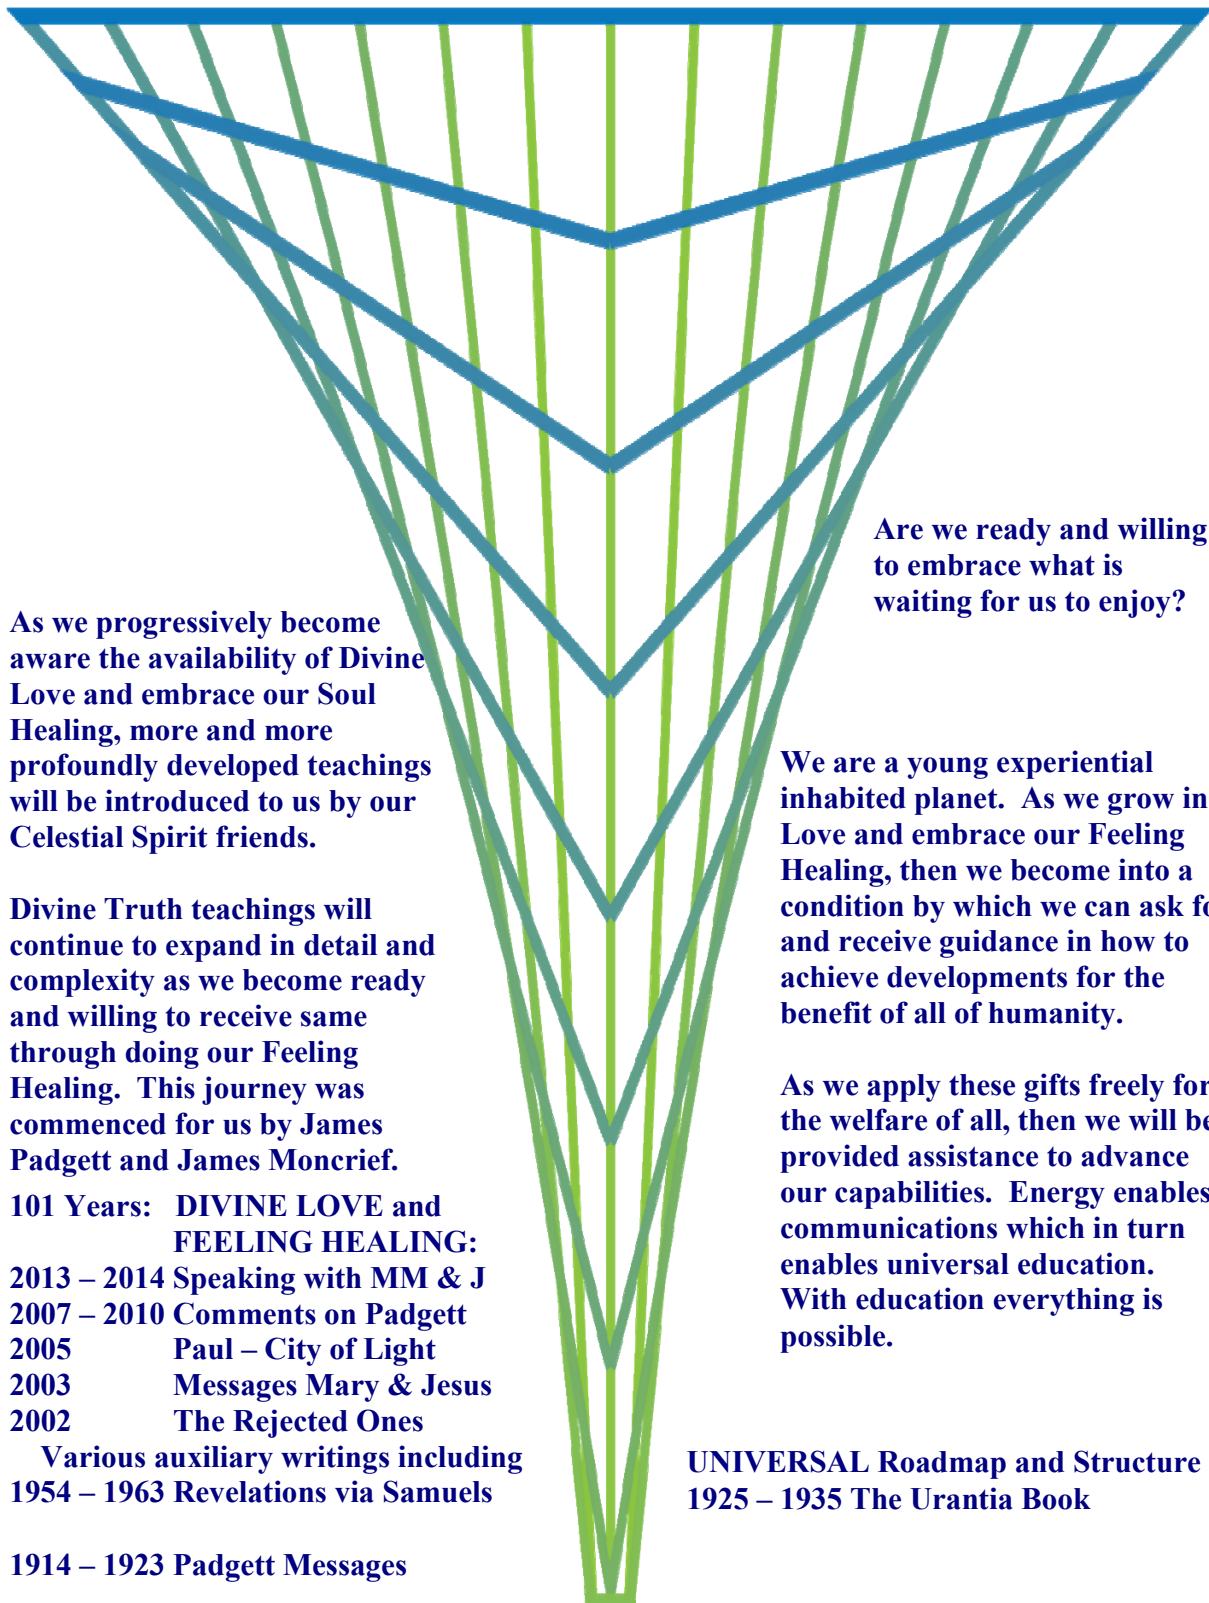 Are we ready and willing
to embrace what is
waiting for us to enjoy?
As we progressively become
aware the availability of Divine
Love and embrace our Soul
Healing, more and more
profoundly developed teachings
will be introduced to us by our
Celestial Spirit friends.
Divine Truth teachings will
continue to expand in detail and
complexity as we become ready
and willing to receive same
through doing our Feeling
Healing.  This journey was
commenced for us by James
Padgett and James Moncrief.
101 Years:   DIVINE LOVE and
FEELING HEALING:
2013 – 2014 Speaking with MM & J
2007 – 2010 Comments on Padgett
2005 Paul – City of Light
2003 Messages Mary & Jesus
2002 The Rejected Ones
Various auxiliary writings including
1954 – 1963 Revelations via Samuels
1914 – 1923 Padgett Messages
We are a young experiential
inhabited planet.  As we grow in
Love and embrace our Feeling
Healing, then we become into a
condition by which we can ask fo
and receive guidance in how to
achieve developments for the
benefit of all of humanity.
As we apply these gifts freely for
the welfare of all, then we will be
provided assistance to advance
our capabilities.  Energy enables
communications which in turn
enables universal education.
With education everything is
possible.
UNIVERSAL Roadmap and Structure
1925 – 1935 The Urantia Book